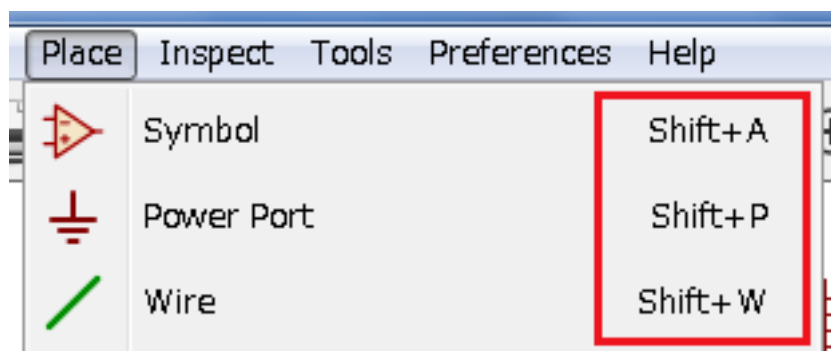 Place Inspect Tools Preferences Help
Symbol Shift+A
Power Port Shift+P
Wire Shift+W